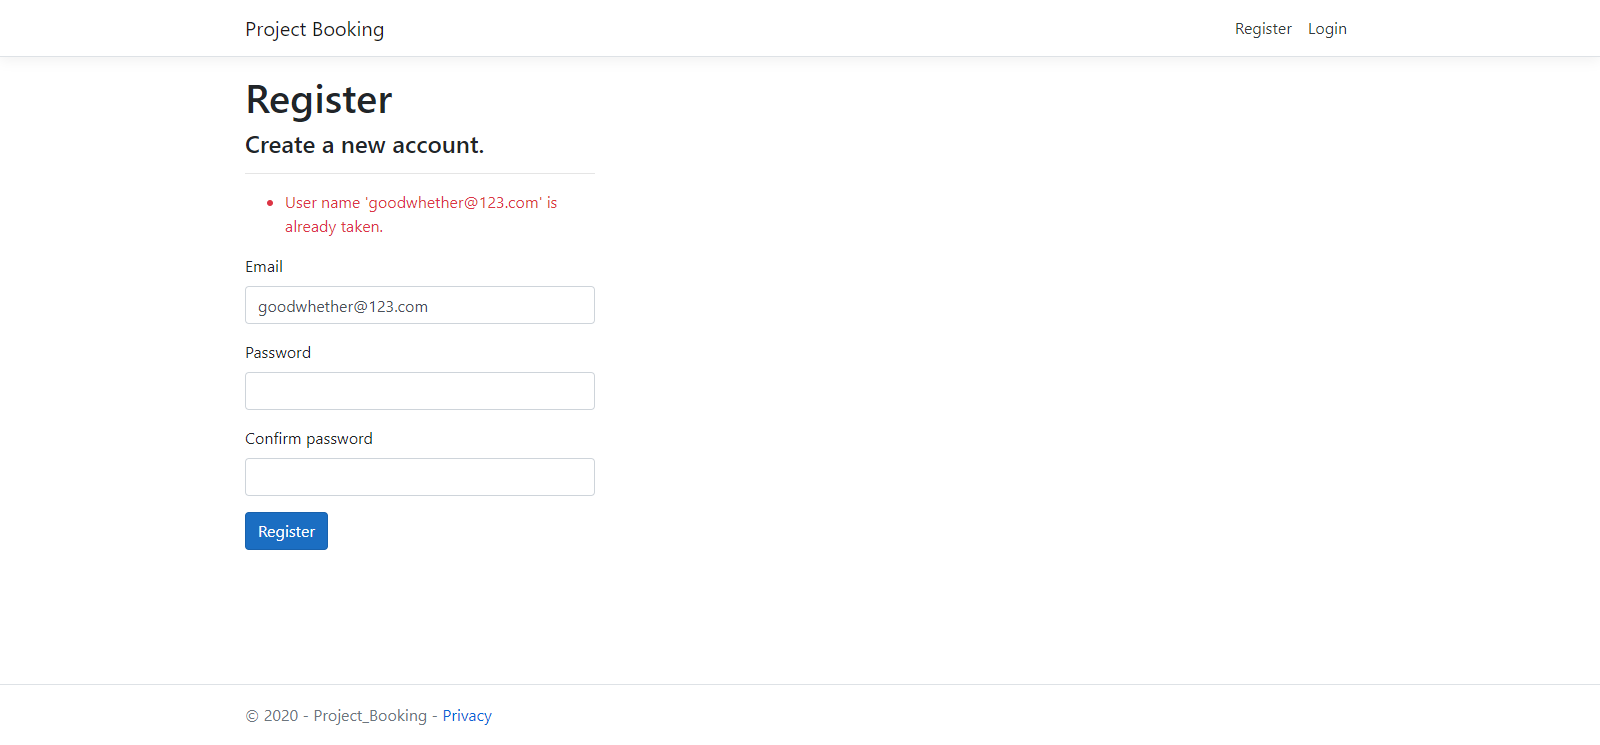 Project Booking
Register Login
Register
Create a new account.
User name 'goodwhether@123.com' is
already taken.
Email
goodwhether@123.com
Password
Confirm password
Register
© 2020 - Project_Booking - Privacy